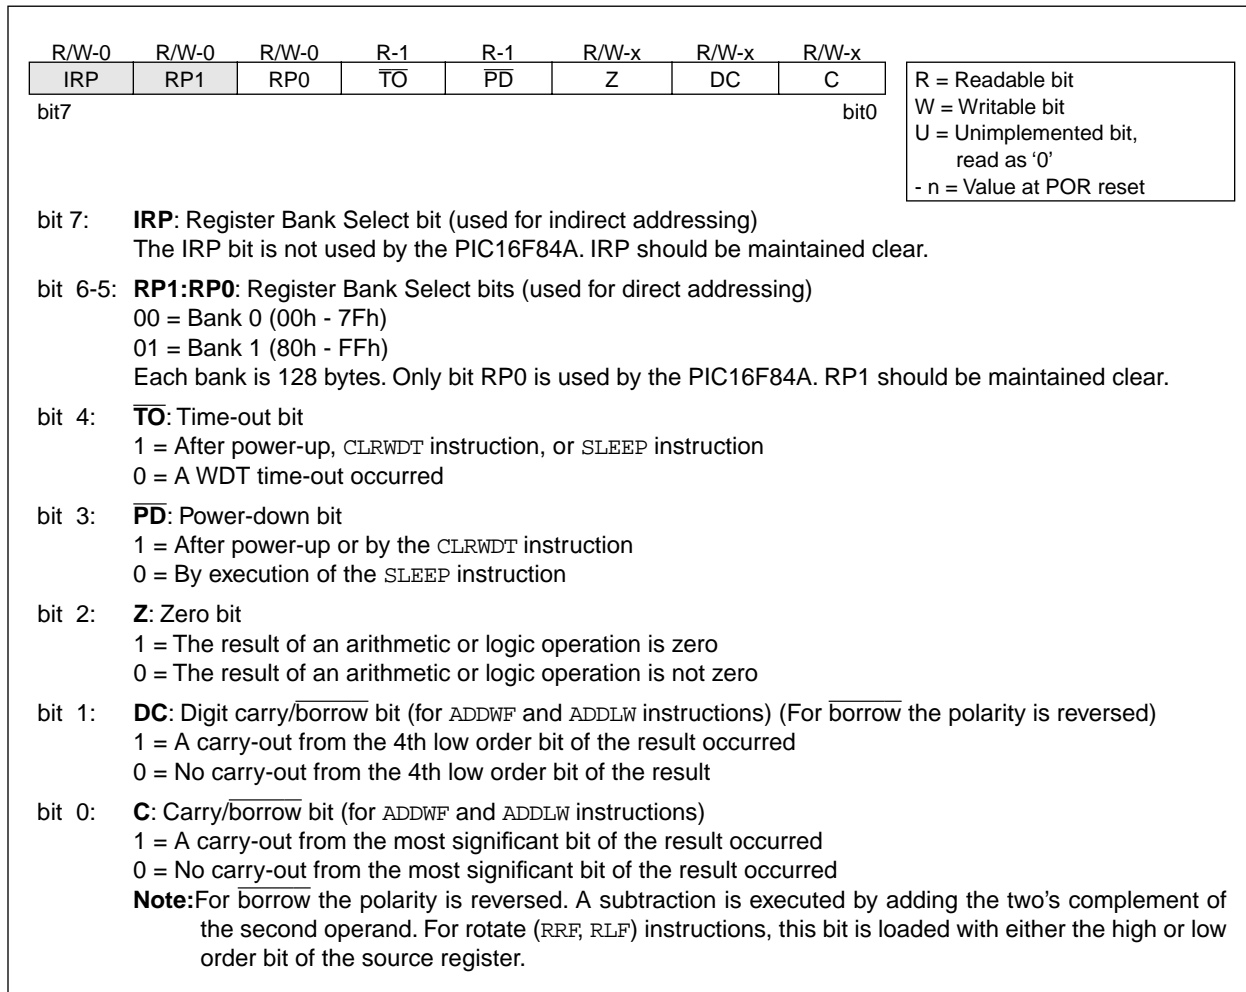 R/W-0 R/W-0 R/W-0 R-1 R-1 R/W-x R/W-x R/W-x
IRP RP1 RP0 T̅O̅ P̅D̅ Z DC C
bit7 bit0
R = Readable bit
W = Writable bit
U = Unimplemented bit,
read as ‘0’
- n = Value at POR reset
bit 7: IRP: Register Bank Select bit (used for indirect addressing)
The IRP bit is not used by the PIC16F84A. IRP should be maintained clear.
bit 6-5: RP1:RP0: Register Bank Select bits (used for direct addressing)
00 = Bank 0 (00h - 7Fh)
01 = Bank 1 (80h - FFh)
Each bank is 128 bytes. Only bit RP0 is used by the PIC16F84A. RP1 should be maintained clear.
bit 4: T̅O̅: Time-out bit
1 = After power-up, CLRWDT instruction, or SLEEP instruction
0 = A WDT time-out occurred
bit 3: P̅D̅: Power-down bit
1 = After power-up or by the CLRWDT instruction
0 = By execution of the SLEEP instruction
bit 2: Z: Zero bit
1 = The result of an arithmetic or logic operation is zero
0 = The result of an arithmetic or logic operation is not zero
bit 1: DC: Digit carry/b̅o̅r̅r̅o̅w̅ bit (for ADDWF and ADDLW instructions) (For b̅o̅r̅r̅o̅w̅ the polarity is reversed)
1 = A carry-out from the 4th low order bit of the result occurred
0 = No carry-out from the 4th low order bit of the result
bit 0: C: Carry/b̅o̅r̅r̅o̅w̅ bit (for ADDWF and ADDLW instructions)
1 = A carry-out from the most significant bit of the result occurred
0 = No carry-out from the most significant bit of the result occurred
Note:For b̅o̅r̅r̅o̅w̅ the polarity is reversed. A subtraction is executed by adding the two’s complement of
the second operand. For rotate (RRF, RLF) instructions, this bit is loaded with either the high or low
order bit of the source register.